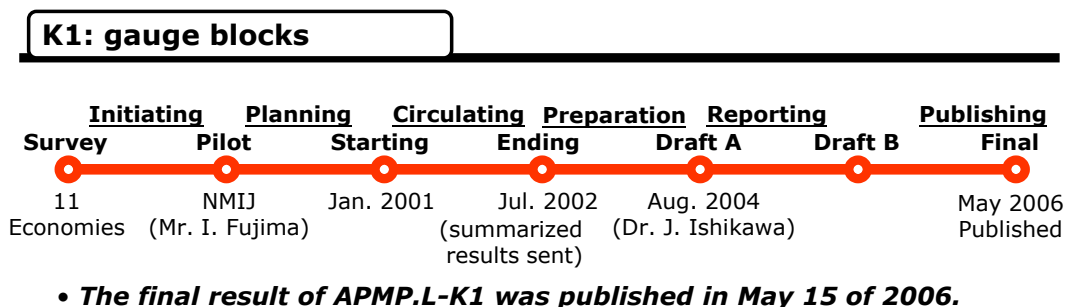 K1: gauge blocks
Initiating Planning Circulating Preparation Reporting Publishing
Survey Pilot Starting Ending Draft A Draft B Final
11 NMIJ Jan. 2001 Jul. 2002 Aug. 2004 May 2006
Economies (Mr. I. Fujima) (summarized (Dr. J. Ishikawa) Published
results sent)
• The final result of APMP.L-K1 was published in May 15 of 2006.